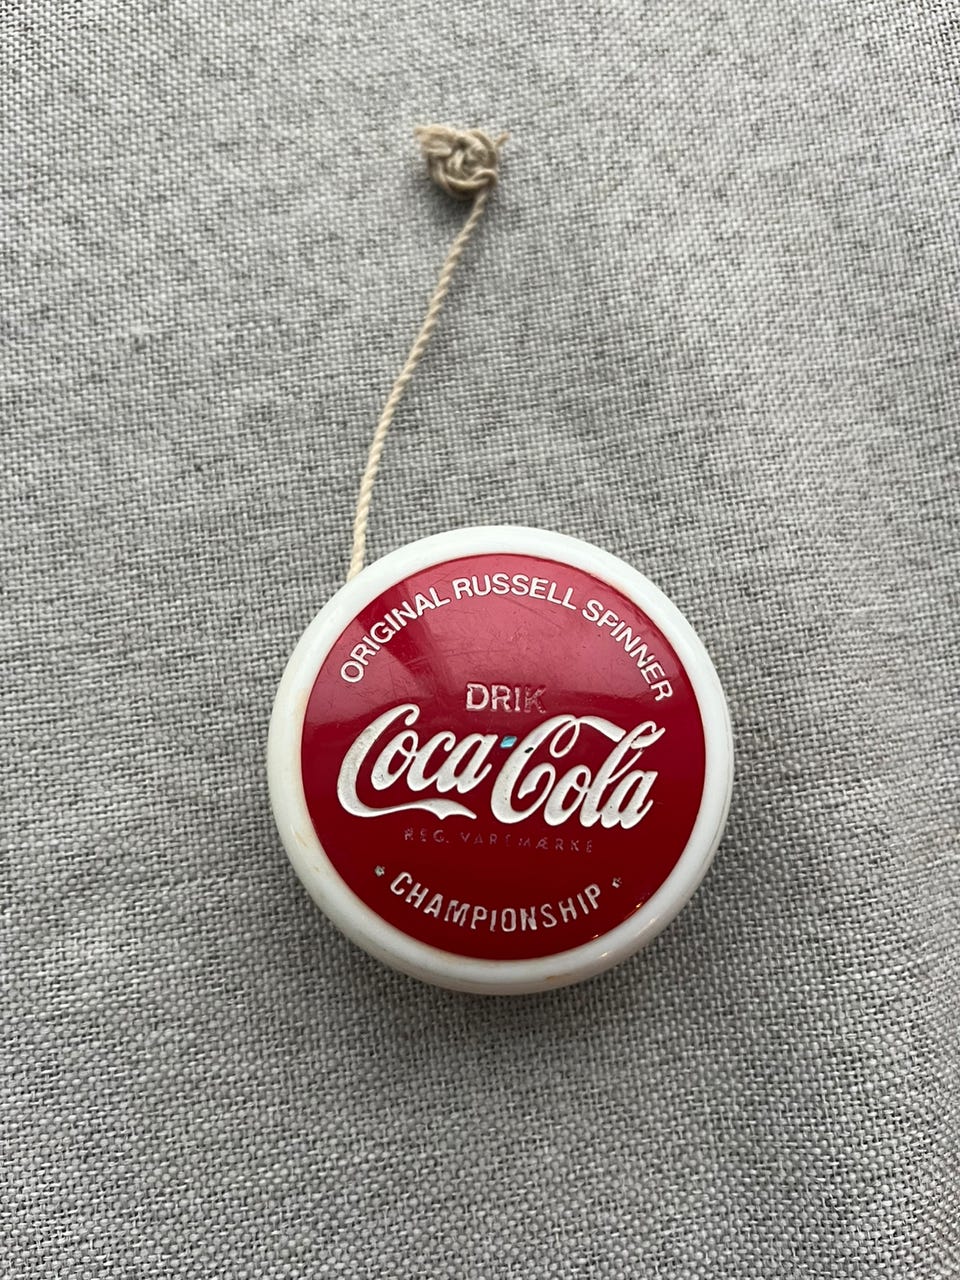 ORIGINAL RUSSELL SPINNER
DRIK
Coca-Cola
REG. VAREMÆRKE
CHAMPIONSHIP